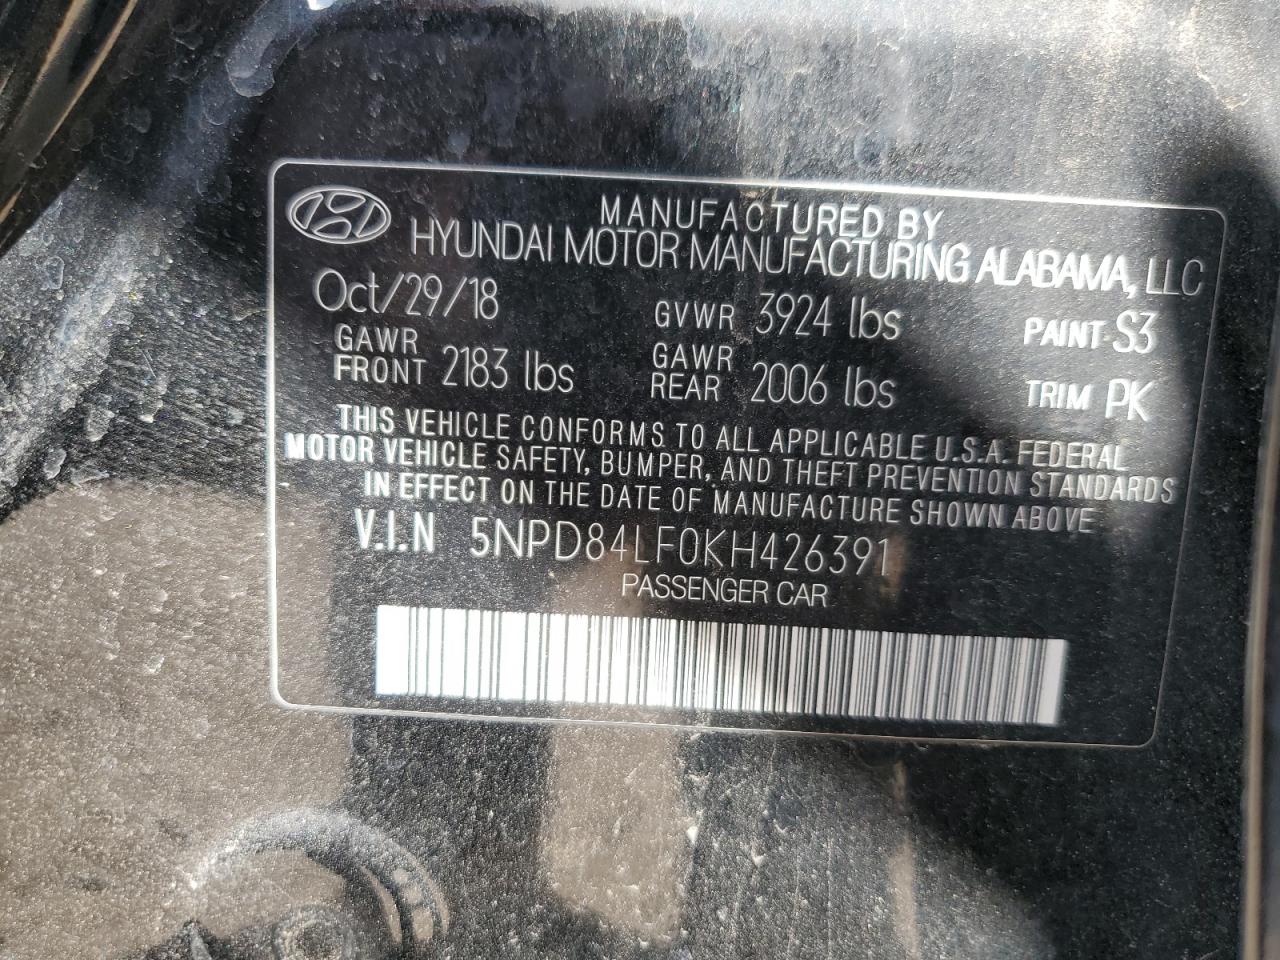 MANUFACTURED BY
HYUNDAI MOTOR MANUFACTURING ALABAMA, LLC
Oct/29/18 GVWR 3924 lbs PAINT: S3
GAWR FRONT 2183 lbs GAWR REAR 2006 lbs TRIM PK
THIS VEHICLE CONFORMS TO ALL APPLICABLE U.S.A. FEDERAL
MOTOR VEHICLE SAFETY, BUMPER, AND THEFT PREVENTION STANDARDS
IN EFFECT ON THE DATE OF MANUFACTURE SHOWN ABOVE
V.I.N 5NPD84LF0KH426391
PASSENGER CAR